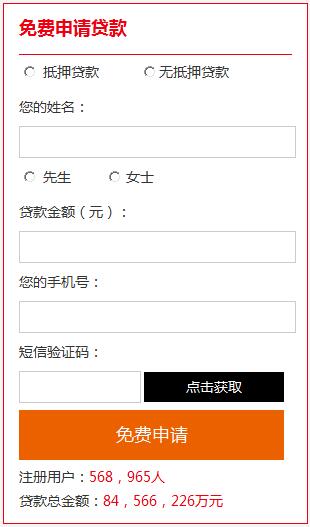 免费申请贷款
抵押贷款 无抵押贷款
您的姓名：
先生 女士
贷款金额（元）：
您的手机号：
短信验证码：
点击获取
免费申请
注册用户：568，965人
贷款总金额：84，566，226万元